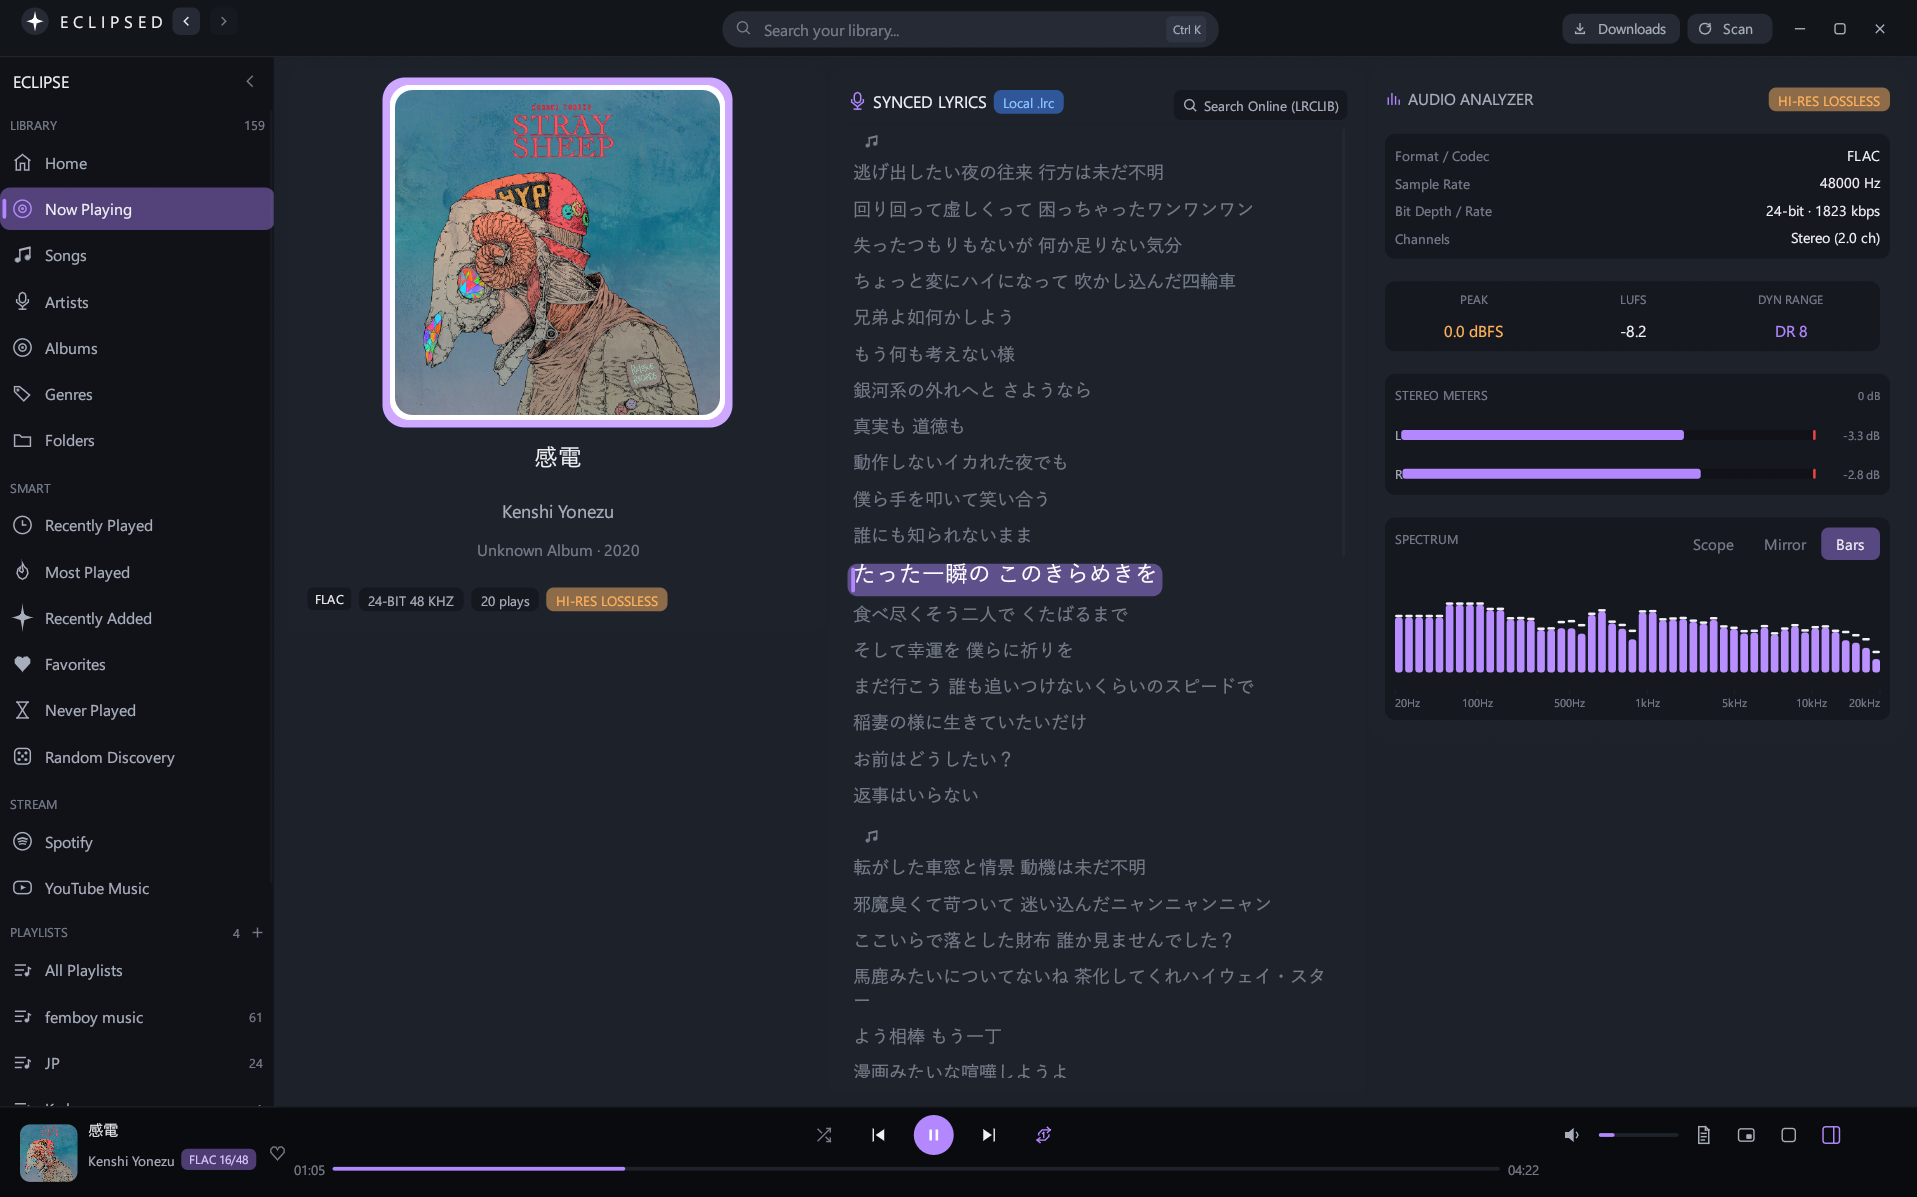 ECLIPSED
Search your library...
Ctrl K
Downloads
Scan
ECLIPSE
LIBRARY 159
Home
Now Playing
Songs
Artists
Albums
Genres
Folders
SMART
Recently Played
Most Played
Recently Added
Favorites
Never Played
Random Discovery
STREAM
Spotify
YouTube Music
PLAYLISTS 4 +
All Playlists
femboy music 61
JP 24
STRAY
SHEEP
HYP
感電
Kenshi Yonezu
Unknown Album · 2020
FLAC
24-BIT 48 KHZ
20 plays
HI-RES LOSSLESS
SYNCED LYRICS
Local .lrc
Search Online (LRCLIB)
逃げ出したい夜の往来 行方は未だ不明
回り回って虚しくって 困っちゃったワンワンワン
失ったつもりもないが 何か足りない気分
ちょっと変にハイになって 吹かし込んだ四輪車
兄弟よ如何かしよう
もう何も考えない様
銀河系の外れへと さようなら
真実も 道徳も
動作しないイカれた夜でも
僕ら手を叩いて笑い合う
誰にも知られないまま
たった一瞬の このきらめきを
食べ尽くそう二人で くたばるまで
そして幸運を 僕らに祈りを
まだ行こう 誰も追いつけないくらいのスピードで
稲妻の様に生きていたいだけ
お前はどうしたい？
返事はいらない
転がした車窓と情景 動機は未だ不明
邪魔臭くて苛ついて 迷い込んだニャンニャンニャン
ここいらで落とした財布 誰か見ませんでした？
馬鹿みたいについてないね 茶化してくれハイウェイ・スタ
ー
よう相棒 もう一丁
漫画みたいな喧嘩しようよ
AUDIO ANALYZER
HI-RES LOSSLESS
Format / Codec FLAC
Sample Rate 48000 Hz
Bit Depth / Rate 24-bit · 1823 kbps
Channels Stereo (2.0 ch)
PEAK LUFS DYN RANGE
0.0 dBFS -8.2 DR 8
STEREO METERS 0 dB
L -3.3 dB
R -2.8 dB
SPECTRUM
Scope Mirror Bars
20Hz 100Hz 500Hz 1kHz 5kHz 10kHz 20kHz
感電
Kenshi Yonezu
FLAC 16/48
01:05
04:22